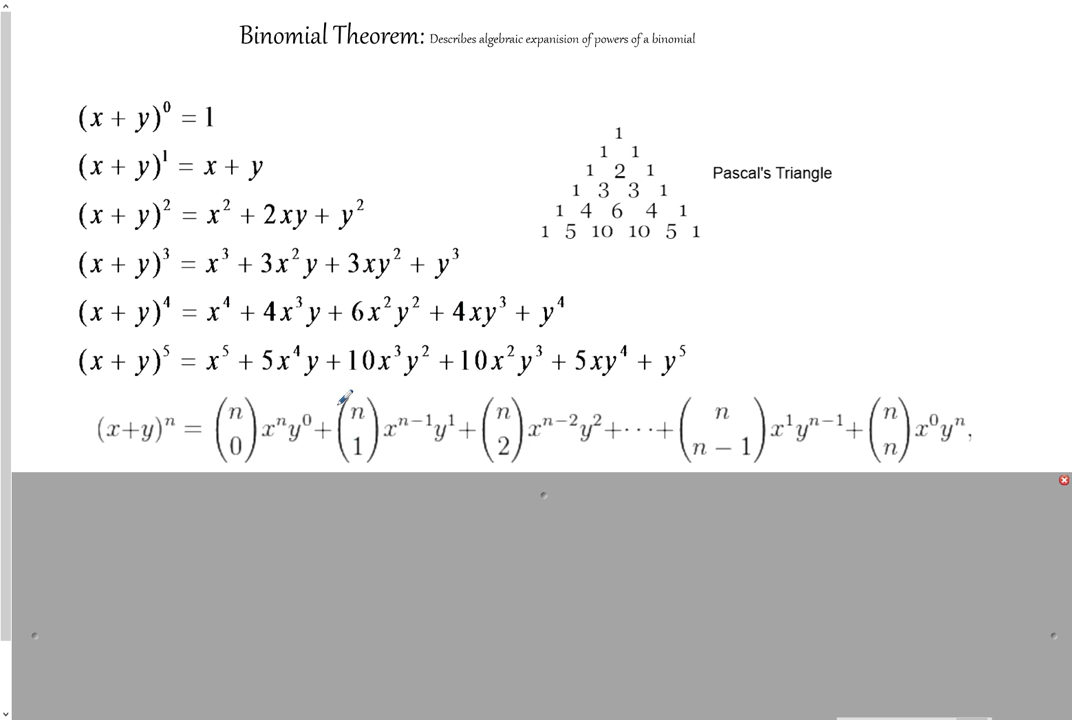 Binomial Theorem: Describes algebraic expanision of powers of a binomial
(x + y)⁰ = 1
(x + y)¹ = x + y
(x + y)² = x² + 2xy + y²
(x + y)³ = x³ + 3x²y + 3xy² + y³
(x + y)⁴ = x⁴ + 4x³y + 6x²y² + 4xy³ + y⁴
(x + y)⁵ = x⁵ + 5x⁴y + 10x³y² + 10x²y³ + 5xy⁴ + y⁵
1
1 1
1 2 1
1 3 3 1
1 4 6 4 1
1 5 10 10 5 1
Pascal's Triangle
(x+y)ⁿ = (n 0)xⁿy⁰ + (n 1)xⁿ⁻¹y¹ + (n 2)xⁿ⁻²y² + ⋯ + (n n − 1)x¹yⁿ⁻¹ + (n n)x⁰yⁿ,